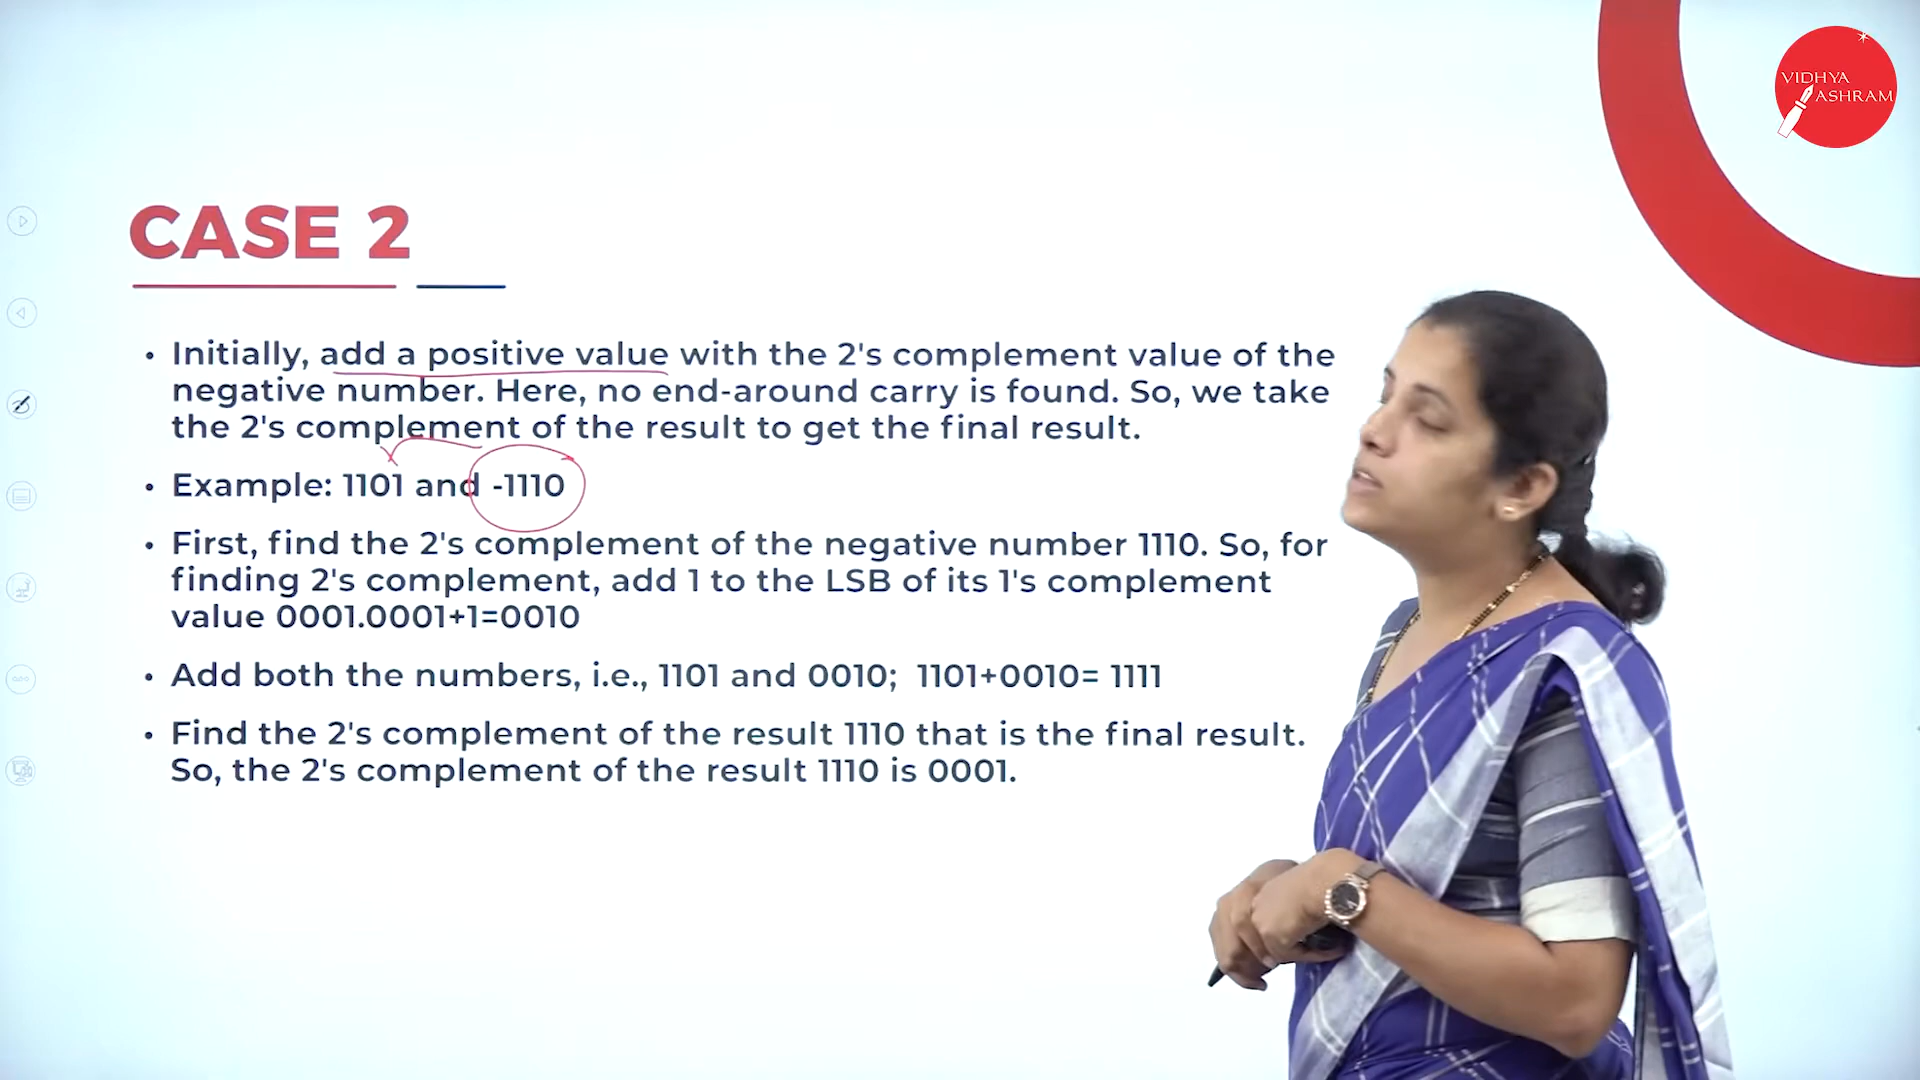 VIDHYA
ASHRAM
CASE 2
• Initially, add a positive value with the 2's complement value of the
negative number. Here, no end-around carry is found. So, we take
the 2's complement of the result to get the final result.
• Example: 1101 and -1110
• First, find the 2's complement of the negative number 1110. So, for
finding 2's complement, add 1 to the LSB of its 1's complement
value 0001.0001+1=0010
• Add both the numbers, i.e., 1101 and 0010; 1101+0010= 1111
• Find the 2's complement of the result 1110 that is the final result.
So, the 2's complement of the result 1110 is 0001.